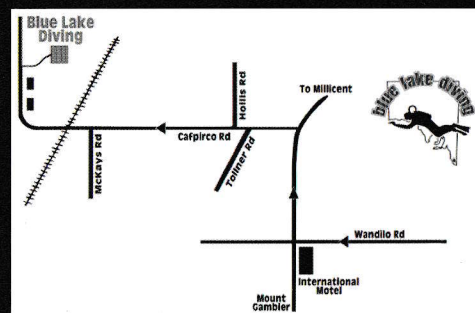 Blue Lake
Diving
Hollis Rd
To Millicent
blue lake diving
Cafpirco Rd
McKays Rd
Tollner Rd
Wandilo Rd
International
Motel
Mount
Gambier